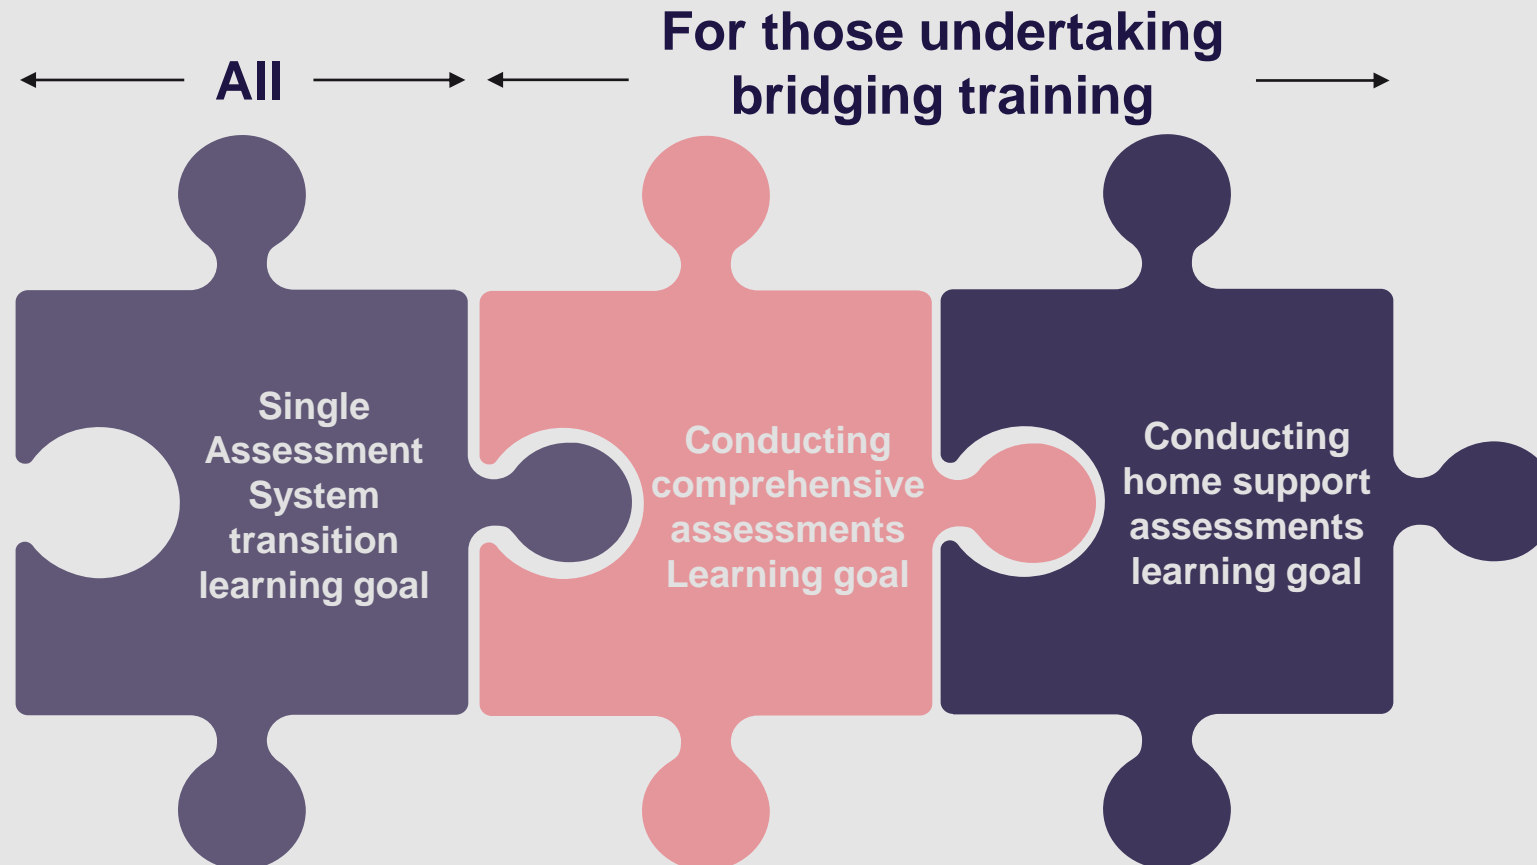 All
For those undertaking
bridging training
Single
Assessment
System
transition
learning goal
Conducting
comprehensive
assessments
Learning goal
Conducting
home support
assessments
learning goal